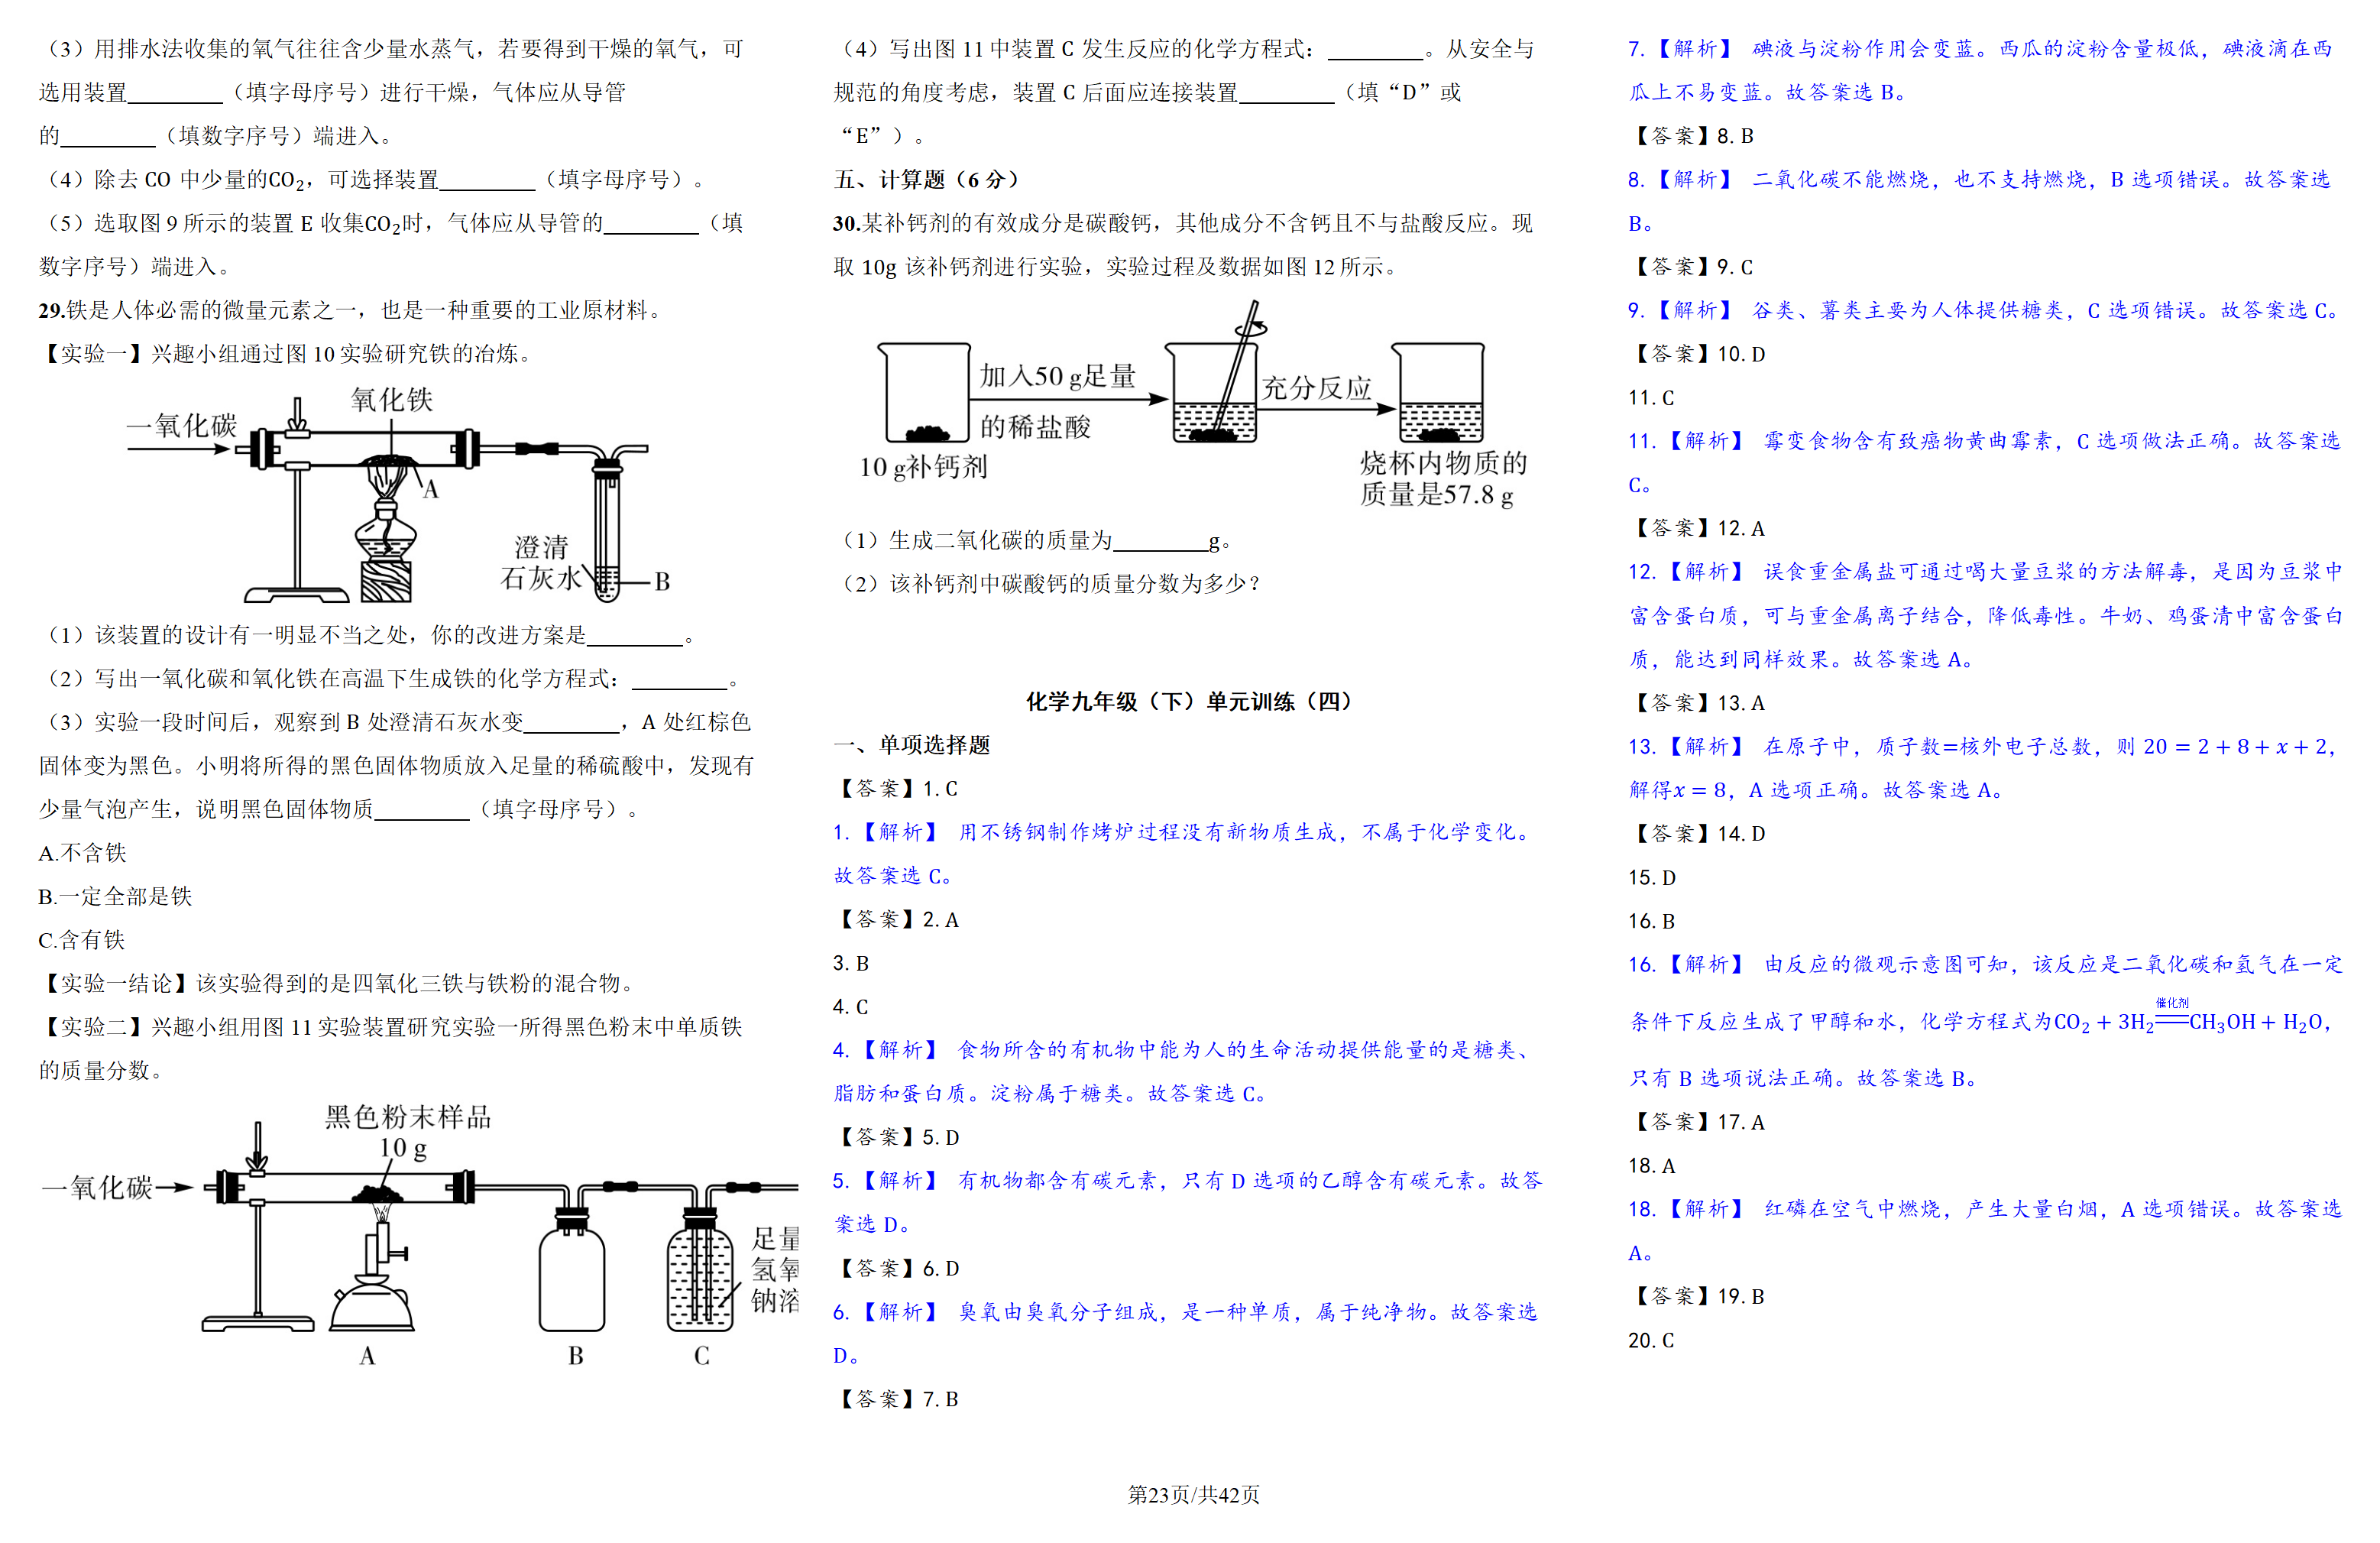 （3）用排水法收集的氧气往往含少量水蒸气，若要得到干燥的氧气，可
选用装置________（填字母序号）进行干燥，气体应从导管
的________（填数字序号）端进入。
（4）除去 CO 中少量的CO₂，可选择装置________（填字母序号）。
（5）选取图 9 所示的装置 E 收集CO₂时，气体应从导管的________（填
数字序号）端进入。
29.铁是人体必需的微量元素之一，也是一种重要的工业原材料。
【实验一】兴趣小组通过图 10 实验研究铁的冶炼。
氧化铁
一氧化碳
A
澄清
石灰水
B
（1）该装置的设计有一明显不当之处，你的改进方案是________。
（2）写出一氧化碳和氧化铁在高温下生成铁的化学方程式：________。
（3）实验一段时间后，观察到 B 处澄清石灰水变________，A 处红棕色
固体变为黑色。小明将所得的黑色固体物质放入足量的稀硫酸中，发现有
少量气泡产生，说明黑色固体物质________（填字母序号）。
A.不含铁
B.一定全部是铁
C.含有铁
【实验一结论】该实验得到的是四氧化三铁与铁粉的混合物。
【实验二】兴趣小组用图 11 实验装置研究实验一所得黑色粉末中单质铁
的质量分数。
黑色粉末样品
10 g
一氧化碳
足量
氢氧
钠溶
A B C
（4）写出图 11 中装置 C 发生反应的化学方程式：________。从安全与
规范的角度考虑，装置 C 后面应连接装置________（填“D”或
“E”）。
五、计算题（6 分）
30.某补钙剂的有效成分是碳酸钙，其他成分不含钙且不与盐酸反应。现
取 10g 该补钙剂进行实验，实验过程及数据如图 12 所示。
加入50 g足量
的稀盐酸
充分反应
10 g补钙剂
烧杯内物质的
质量是57.8 g
（1）生成二氧化碳的质量为________g。
（2）该补钙剂中碳酸钙的质量分数为多少？
化学九年级（下）单元训练（四）
一、单项选择题
【答案】1. C
1. 【解析】 用不锈钢制作烤炉过程没有新物质生成，不属于化学变化。
故答案选 C。
【答案】2. A
3. B
4. C
4. 【解析】 食物所含的有机物中能为人的生命活动提供能量的是糖类、
脂肪和蛋白质。淀粉属于糖类。故答案选 C。
【答案】5. D
5. 【解析】 有机物都含有碳元素，只有 D 选项的乙醇含有碳元素。故答
案选 D。
【答案】6. D
6. 【解析】 臭氧由臭氧分子组成，是一种单质，属于纯净物。故答案选
D。
【答案】7. B
7. 【解析】 碘液与淀粉作用会变蓝。西瓜的淀粉含量极低，碘液滴在西
瓜上不易变蓝。故答案选 B。
【答案】8. B
8. 【解析】 二氧化碳不能燃烧，也不支持燃烧，B 选项错误。故答案选
B。
【答案】9. C
9. 【解析】 谷类、薯类主要为人体提供糖类，C 选项错误。故答案选 C。
【答案】10. D
11. C
11. 【解析】 霉变食物含有致癌物黄曲霉素，C 选项做法正确。故答案选
C。
【答案】12. A
12. 【解析】 误食重金属盐可通过喝大量豆浆的方法解毒，是因为豆浆中
富含蛋白质，可与重金属离子结合，降低毒性。牛奶、鸡蛋清中富含蛋白
质，能达到同样效果。故答案选 A。
【答案】13. A
13. 【解析】 在原子中，质子数=核外电子总数，则 20 = 2 + 8 + x + 2，
解得x = 8，A 选项正确。故答案选 A。
【答案】14. D
15. D
16. B
16. 【解析】 由反应的微观示意图可知，该反应是二氧化碳和氢气在一定
催化剂
条件下反应生成了甲醇和水，化学方程式为CO₂ + 3H₂══CH₃OH + H₂O，
只有 B 选项说法正确。故答案选 B。
【答案】17. A
18. A
18. 【解析】 红磷在空气中燃烧，产生大量白烟，A 选项错误。故答案选
A。
【答案】19. B
20. C
第23页/共42页